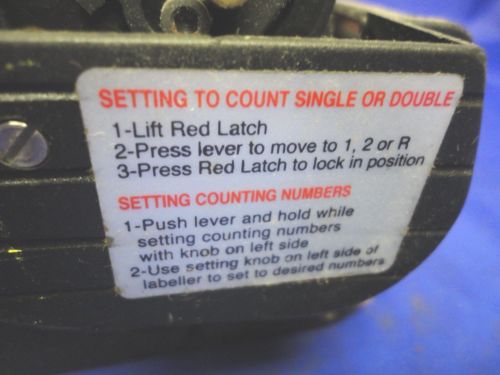 SETTING TO COUNT SINGLE OR DOUBLE
1-Lift Red Latch
2-Press lever to move to 1, 2 or R
3-Press Red Latch to lock in position
SETTING COUNTING NUMBERS
1-Push lever and hold while
setting counting numbers
with knob on left side
2-Use setting knob on left side of
labeller to set to desired numbers